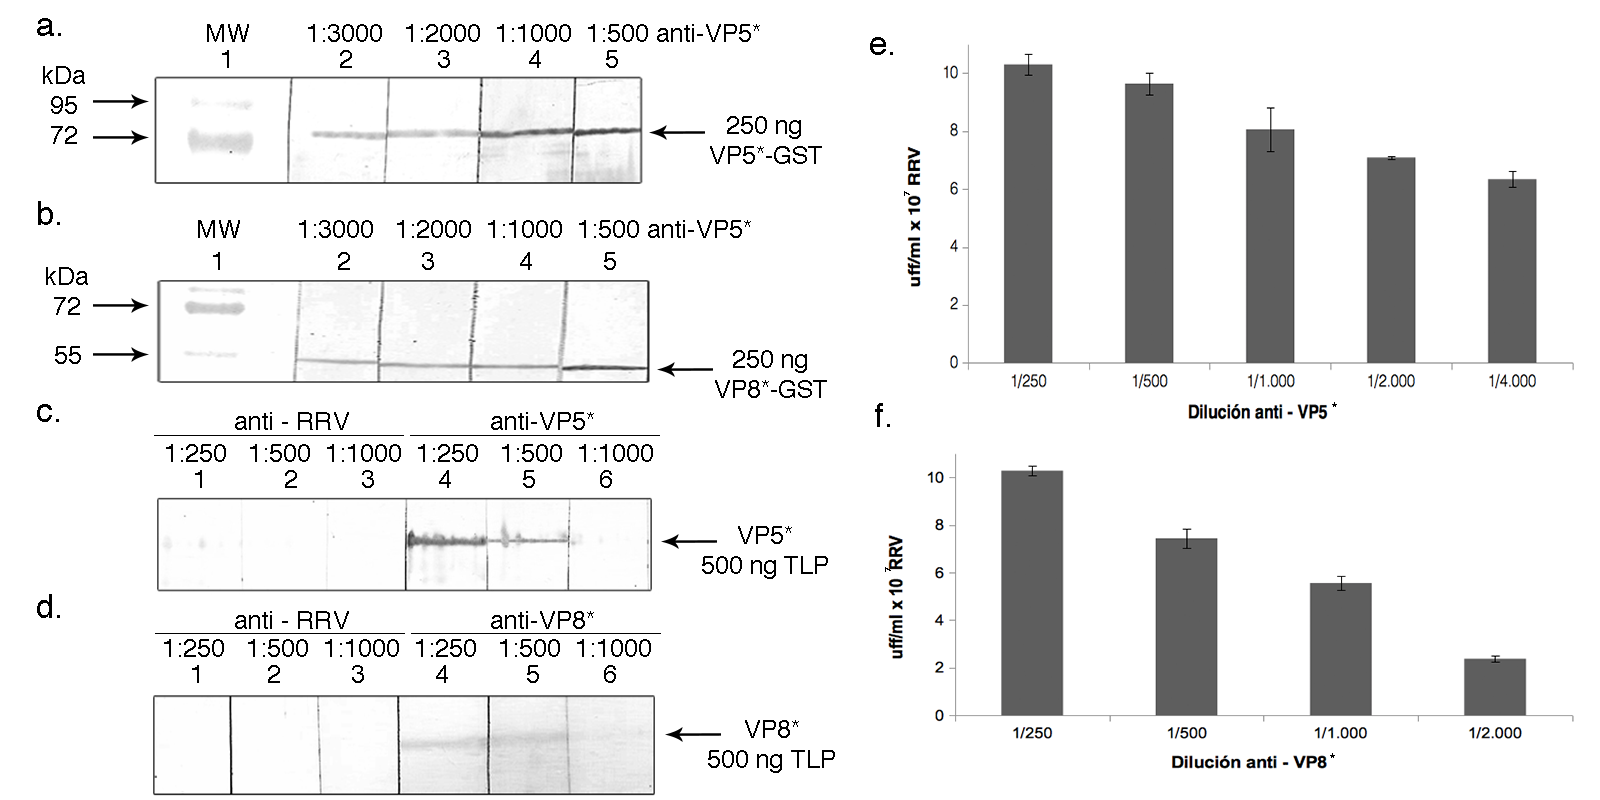 a.
MW 1:3000 1:2000 1:1000 1:500 anti-VP5*
1 2 3 4 5
kDa
95
72
250 ng
VP5*-GST
b.
MW 1:3000 1:2000 1:1000 1:500 anti-VP5*
1 2 3 4 5
kDa
72
55
250 ng
VP8*-GST
c.
anti - RRV anti-VP5*
1:250 1:500 1:1000 1:250 1:500 1:1000
1 2 3 4 5 6
VP5*
500 ng TLP
d.
anti - RRV anti-VP8*
1:250 1:500 1:1000 1:250 1:500 1:1000
1 2 3 4 5 6
VP8*
500 ng TLP
e.
uff/ml x 10⁷ RRV
10
8
6
4
2
0
1/250 1/500 1/1.000 1/2.000 1/4.000
Dilución anti - VP5 *
f.
uff/ml x 10⁷RRV
10
8
6
4
2
0
1/250 1/500 1/1.000 1/2.000
Dilución anti - VP8 *